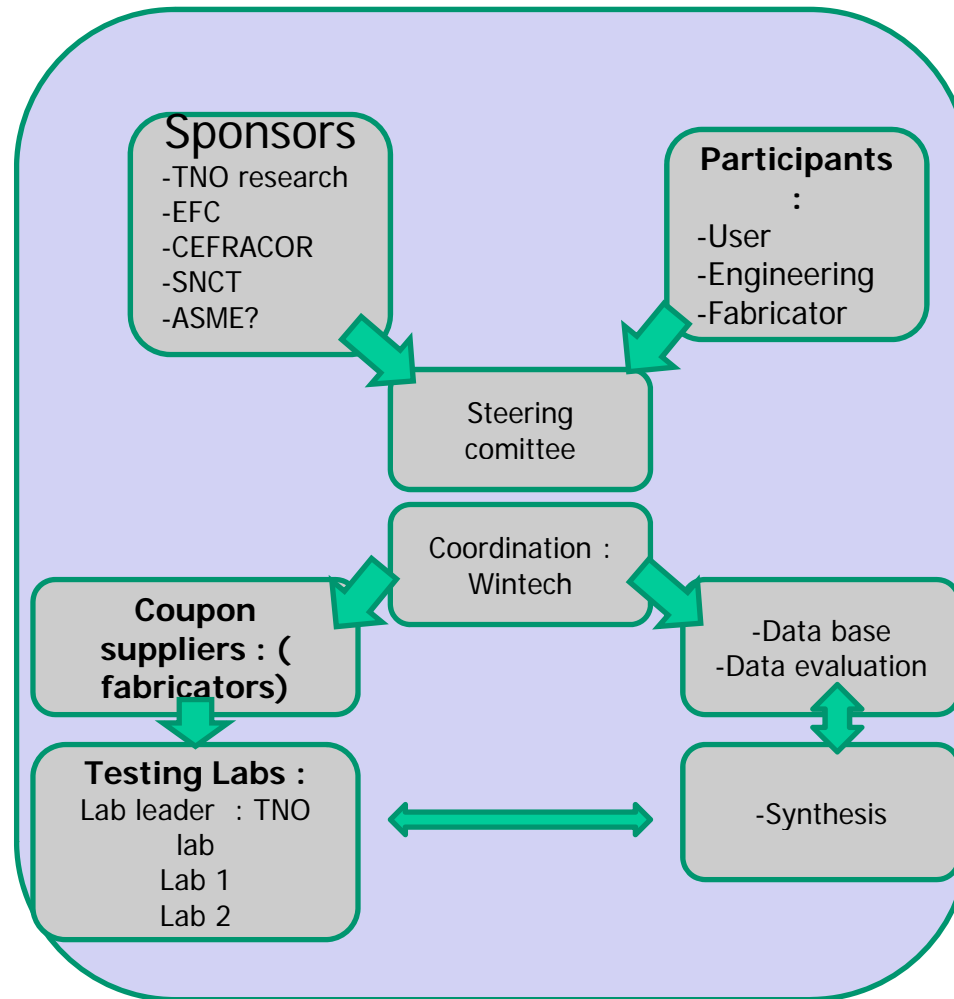 Sponsors
-TNO research
-EFC
-CEFRACOR
-SNCT
-ASME?
Participants
:
-User
-Engineering
-Fabricator
Steering
comittee
Coordination :
Wintech
Coupon
suppliers : (
fabricators)
-Data base
-Data evaluation
Testing Labs :
Lab leader : TNO
lab
Lab 1
Lab 2
-Synthesis